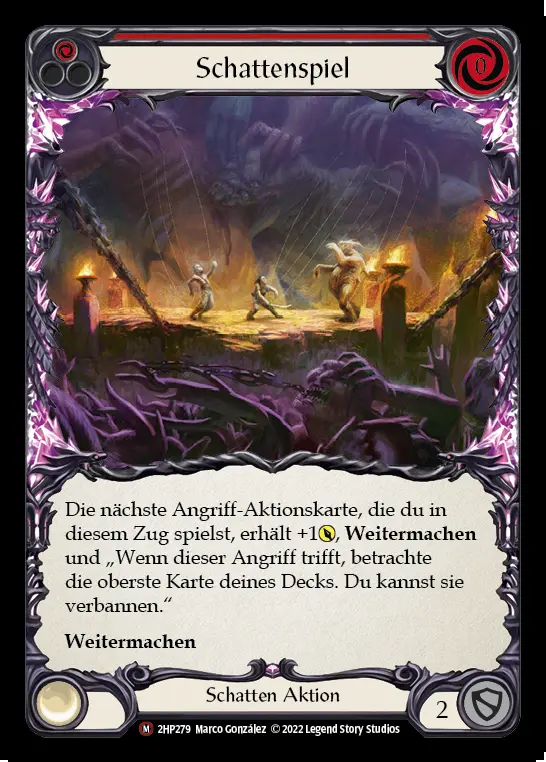 Schattenspiel
0
Die nächste Angriff-Aktionskarte, die du in
diesem Zug spielst, erhält +1, Weitermachen
und „Wenn dieser Angriff trifft, betrachte
die oberste Karte deines Decks. Du kannst sie
verbannen.“
Weitermachen
Schatten Aktion
2
M 2HP279 Marco González © 2022 Legend Story Studios